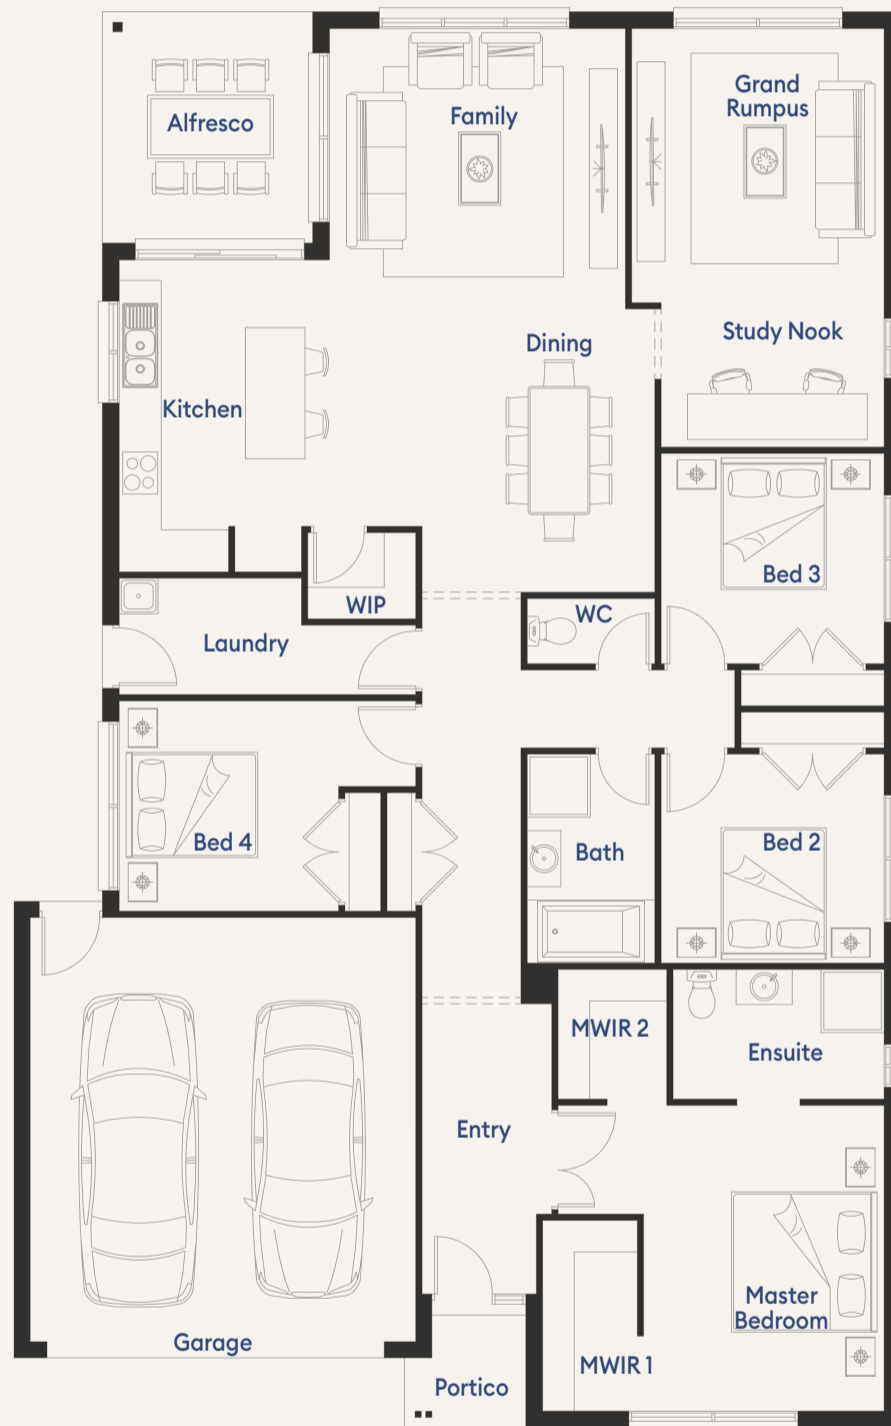 Alfresco
Family
Grand
Rumpus
Dining
Study Nook
Kitchen
Bed 3
WIP
WC
Laundry
Bed 4
Bath
Bed 2
MWIR 2
Ensuite
Entry
Master
Bedroom
Garage
MWIR 1
Portico